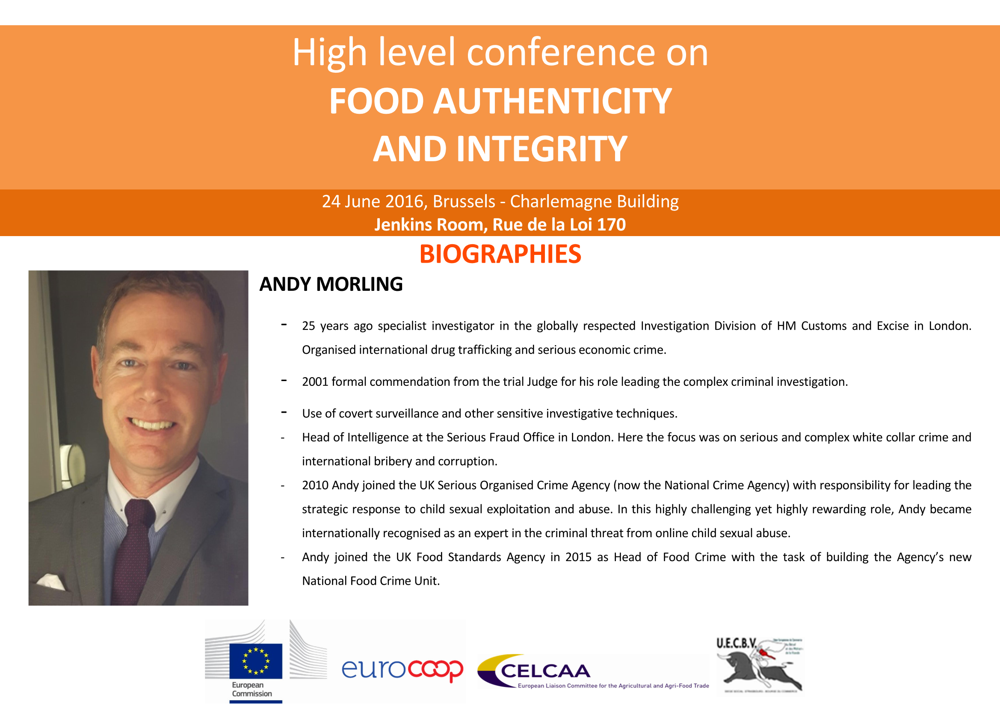 High level conference on
FOOD AUTHENTICITY
AND INTEGRITY
24 June 2016, Brussels - Charlemagne Building
Jenkins Room, Rue de la Loi 170
BIOGRAPHIES
ANDY MORLING
- 25 years ago specialist investigator in the globally respected Investigation Division of HM Customs and Excise in London.
Organised international drug trafficking and serious economic crime.
- 2001 formal commendation from the trial Judge for his role leading the complex criminal investigation.
- Use of covert surveillance and other sensitive investigative techniques.
- Head of Intelligence at the Serious Fraud Office in London. Here the focus was on serious and complex white collar crime and
international bribery and corruption.
- 2010 Andy joined the UK Serious Organised Crime Agency (now the National Crime Agency) with responsibility for leading the
strategic response to child sexual exploitation and abuse. In this highly challenging yet highly rewarding role, Andy became
internationally recognised as an expert in the criminal threat from online child sexual abuse.
- Andy joined the UK Food Standards Agency in 2015 as Head of Food Crime with the task of building the Agency’s new
National Food Crime Unit.
European
Commission
eurocoop
CELCAA
European Liaison Committee for the Agricultural and Agri-Food Trade
U.E.C.B.V.